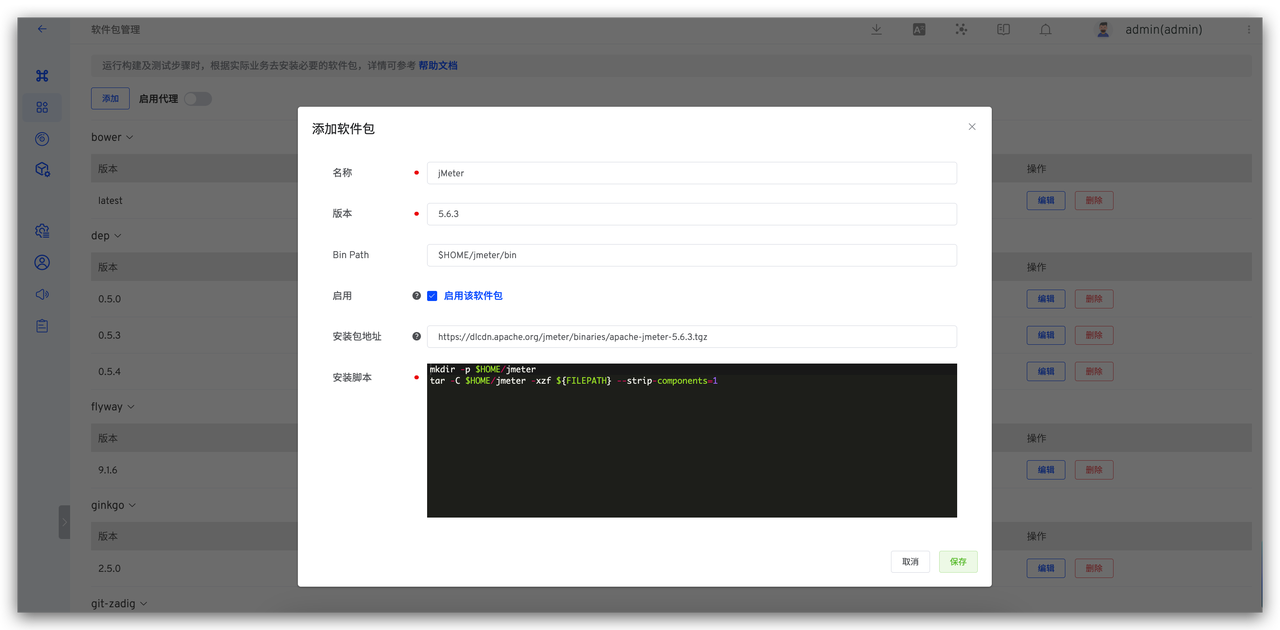 软件包管理
admin(admin)
运行构建及测试步骤时，根据实际业务去安装必要的软件包，详情可参考 帮助文档
添加 启用代理
bower
版本 操作
latest 编辑 删除
dep
版本 操作
0.5.0 编辑 删除
0.5.3 编辑 删除
0.5.4 编辑 删除
flyway
版本 操作
9.1.6 编辑 删除
ginkgo
版本 操作
2.5.0 编辑 删除
git-zadig
添加软件包
名称 jMeter
版本 5.6.3
Bin Path $HOME/jmeter/bin
启用 启用该软件包
安装包地址 https://dlcdn.apache.org/jmeter/binaries/apache-jmeter-5.6.3.tgz
安装脚本 mkdir -p $HOME/jmeter
tar -C $HOME/jmeter -xzf ${FILEPATH} --strip-components=1
取消 保存